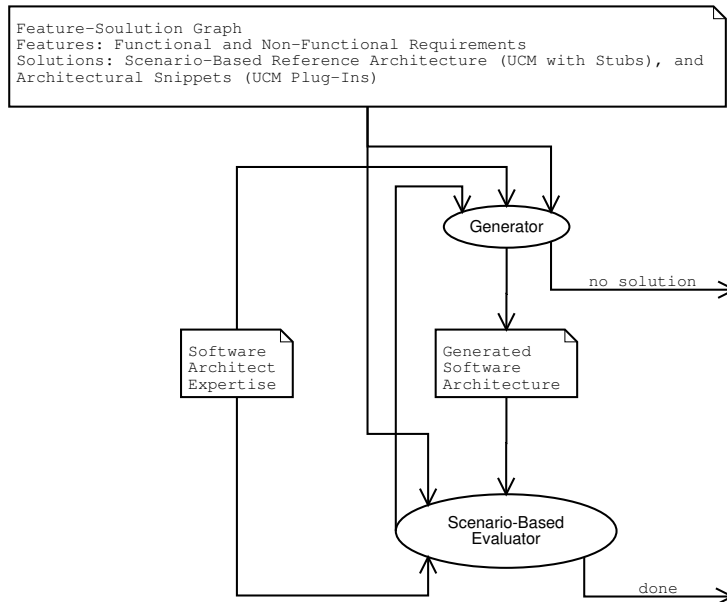 Feature-Soulution Graph
Features: Functional and Non-Functional Requirements
Solutions: Scenario-Based Reference Architecture (UCM with Stubs), and
Architectural Snippets (UCM Plug-Ins)
Generator
no solution
Software
Architect
Expertise
Generated
Software
Architecture
Scenario-Based
Evaluator
done